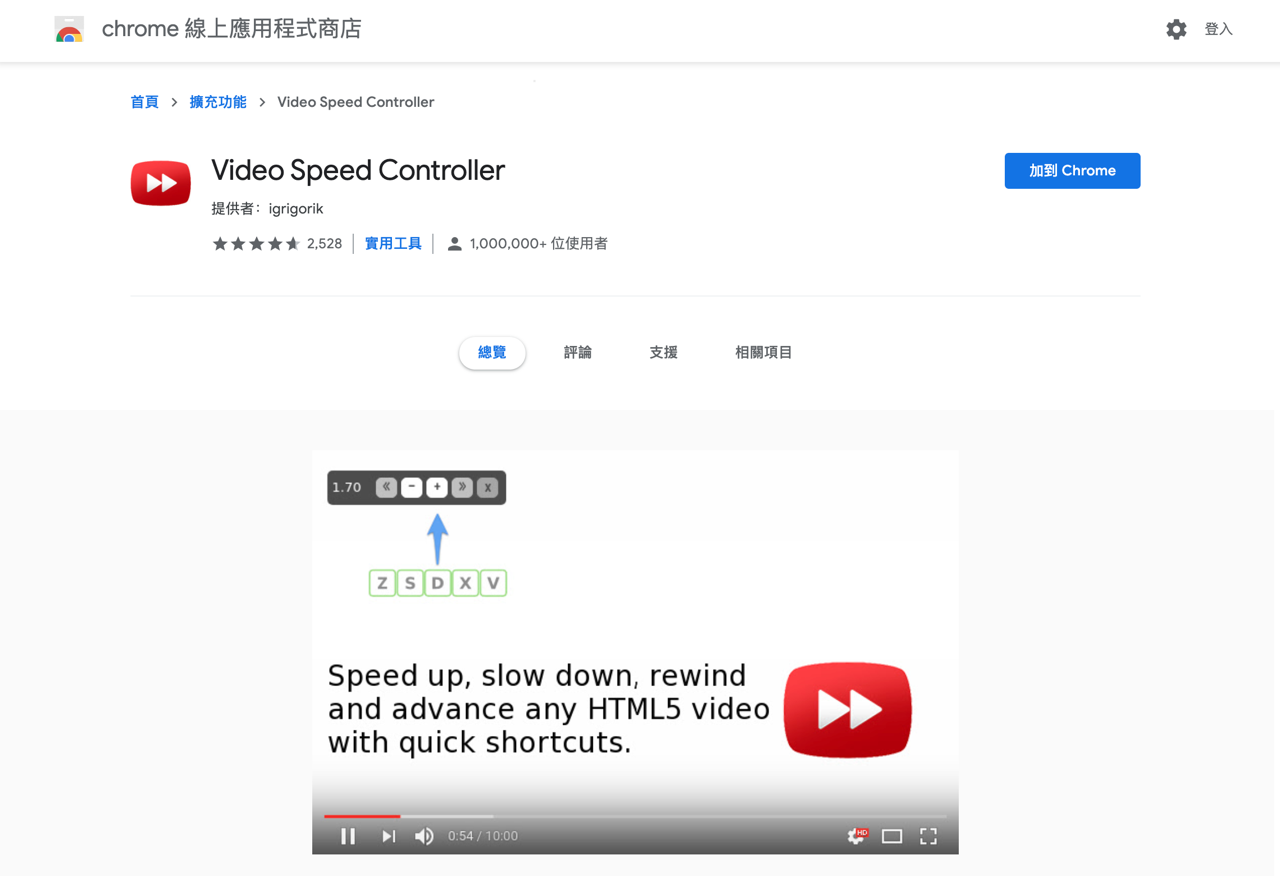 chrome 線上應用程式商店
登入
首頁 > 擴充功能 > Video Speed Controller
Video Speed Controller
加到 Chrome
提供者：igrigorik
2,528 實用工具 1,000,000+ 位使用者
總覽 評論 支援 相關項目
1.70 « − + » x
Z S D X V
Speed up, slow down, rewind
and advance any HTML5 video
with quick shortcuts.
0:54 / 10:00 HD